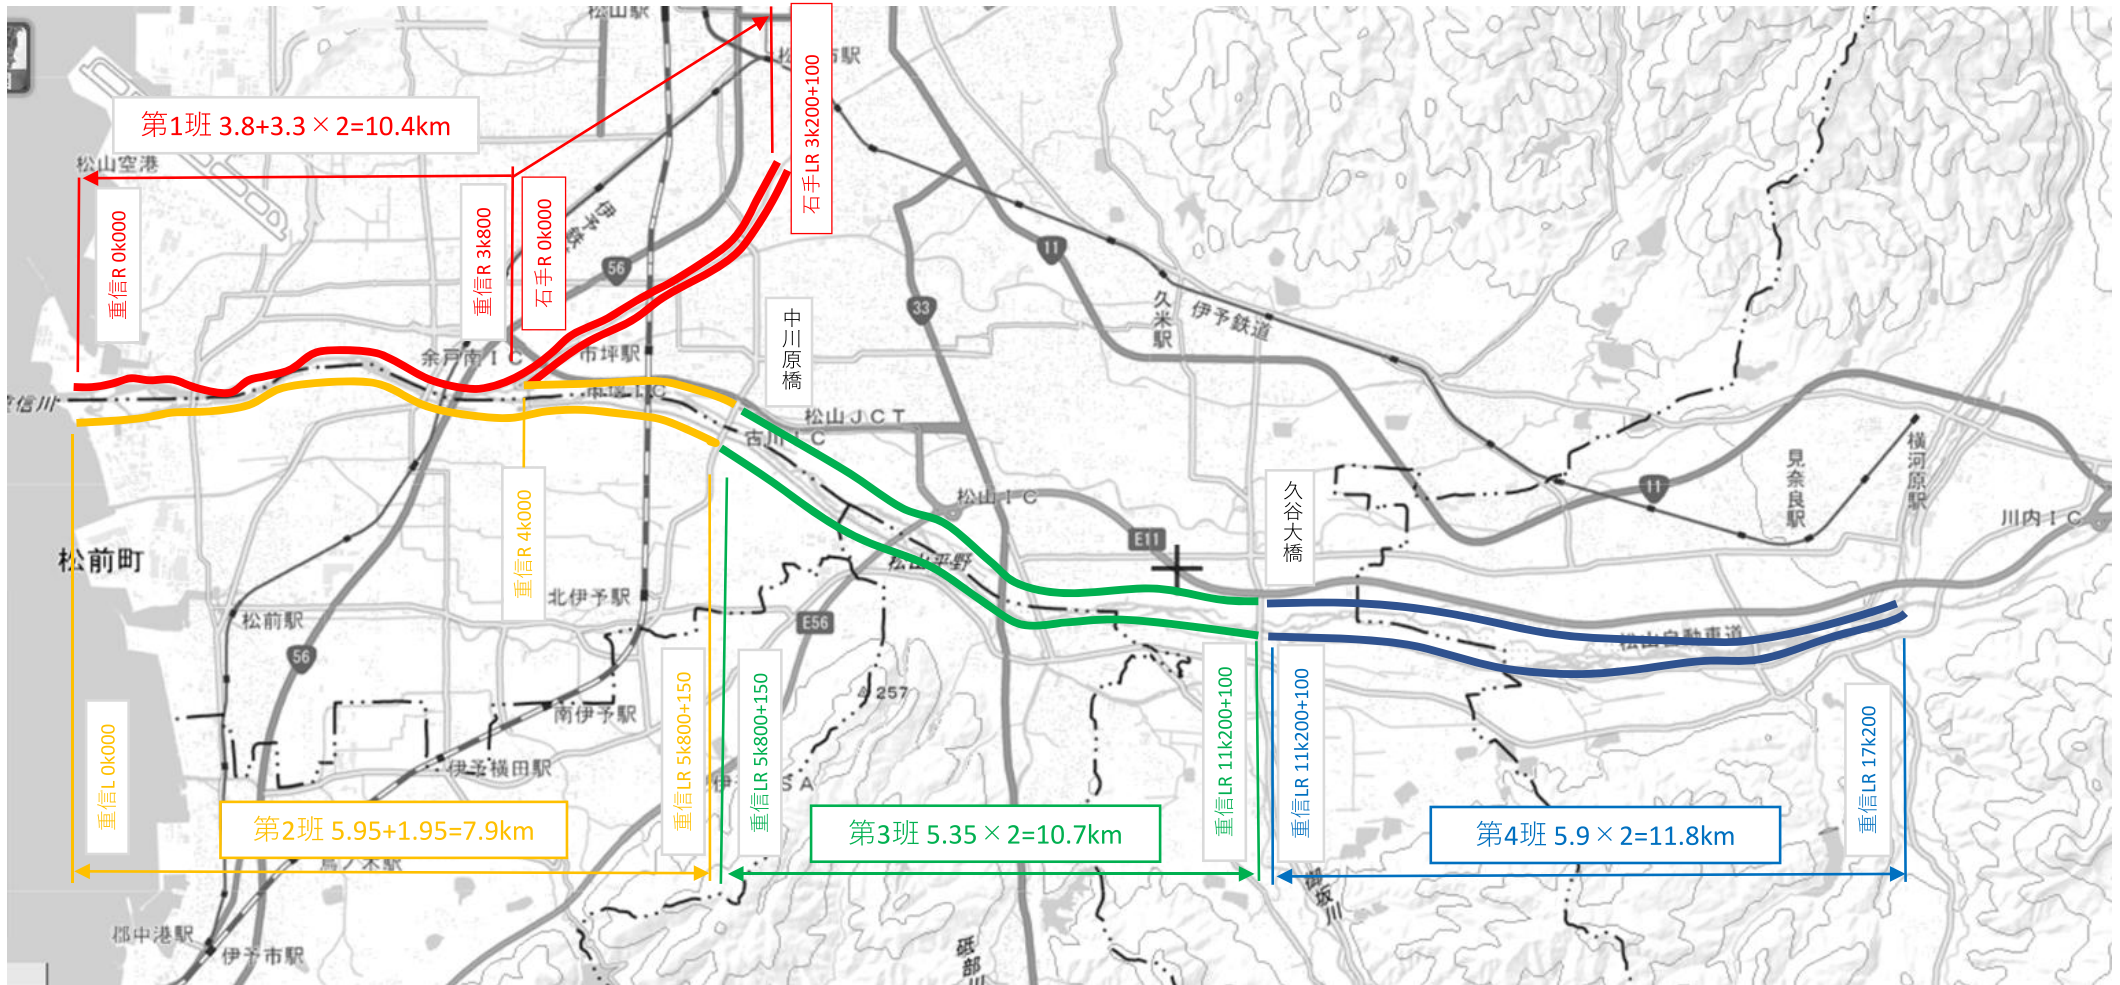 松山駅
第1班 3.8+3.3×2=10.4km
松山空港
重信R 0k000
重信R 3k800
石手R 0k000
石手LR 3k200+100
56
11
33
久米駅
伊予鉄道
中川原橋
余戸南ＩＣ
市坪駅
松山ＪＣＴ
古川ＩＣ
松山ＩＣ
E11
久谷大橋
11
見奈良駅
横河原駅
川内ＩＣ
松前町
重信R 4k000
北伊予駅
松山平野
E56
松前駅
56
松山自動車道
257
南伊予駅
伊予横田駅
重信L 0k000
重信LR 5k800+150
重信LR 5k800+150
重信LR 11k200+100
重信LR 11k200+100
重信LR 17k200
第2班 5.95+1.95=7.9km
第3班 5.35×2=10.7km
第4班 5.9×2=11.8km
郡中港駅
伊予市駅